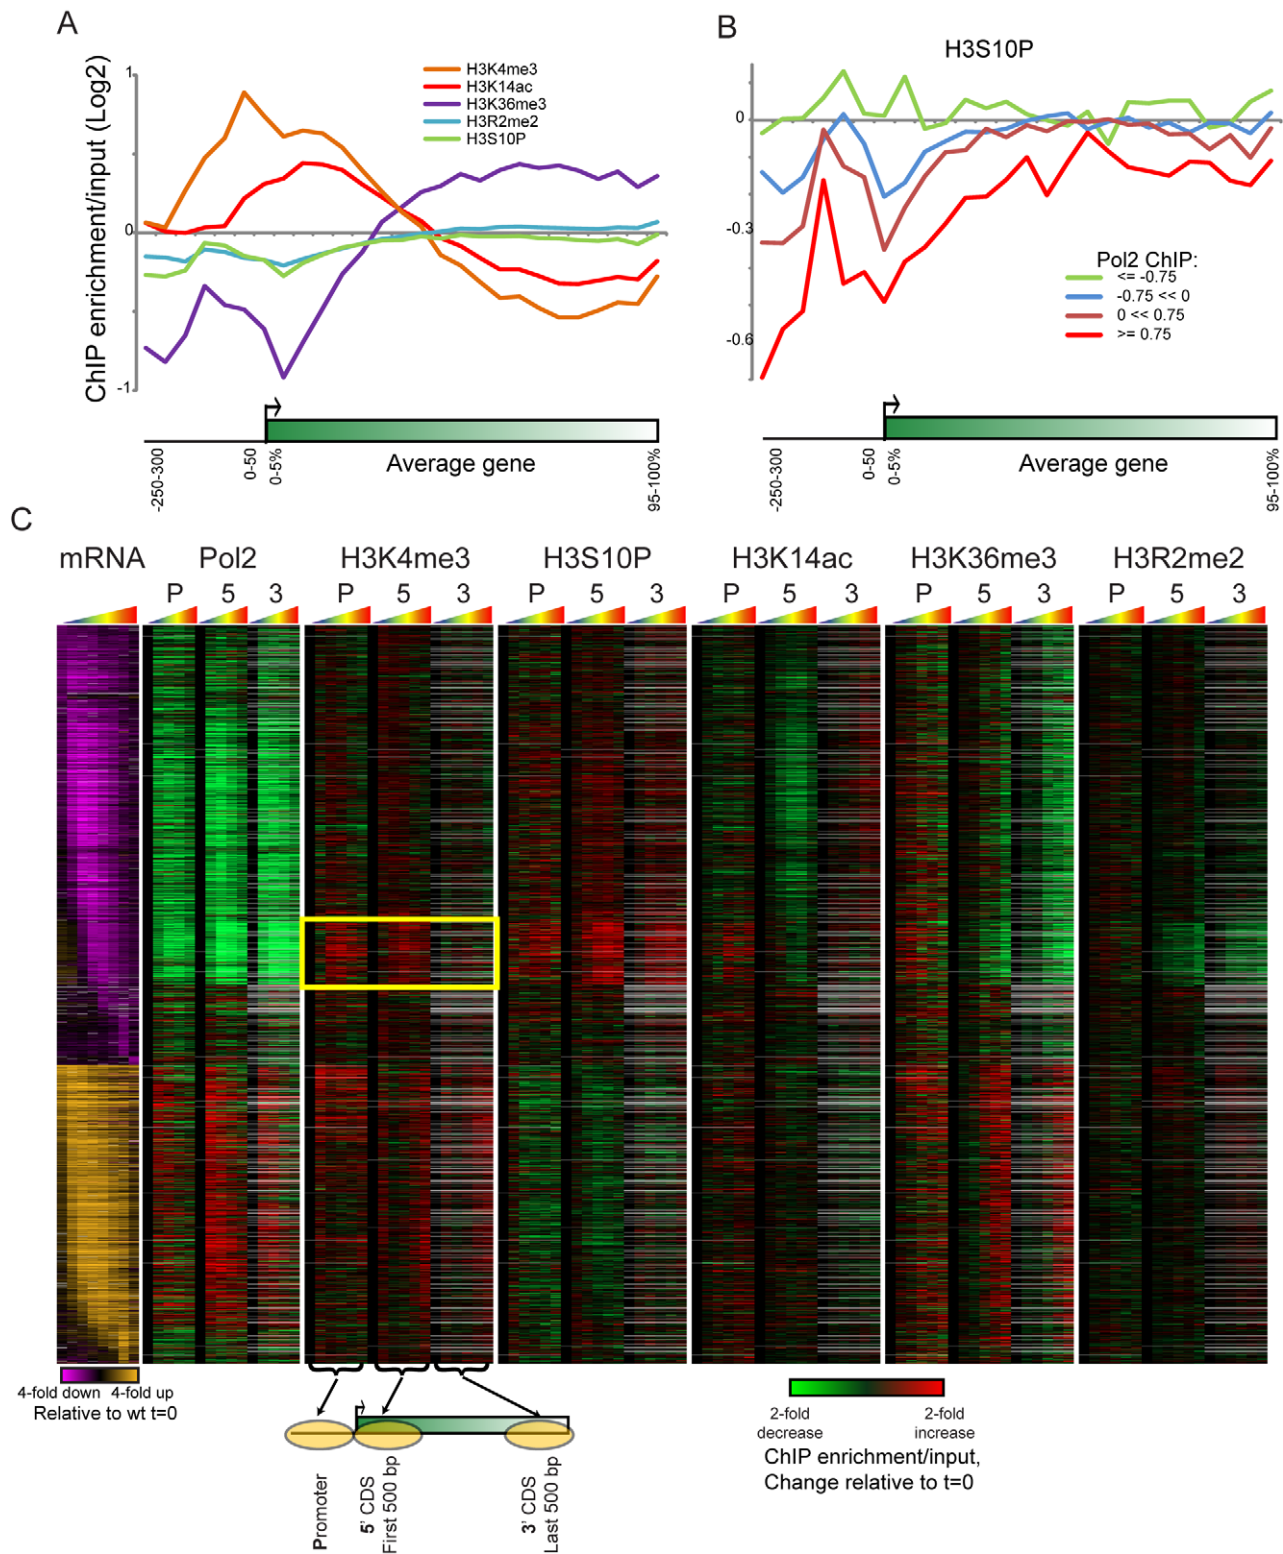 A
ChIP enrichment/input (Log2)
1
0
-1
H3K4me3
H3K14ac
H3K36me3
H3R2me2
H3S10P
-250-300
0-50
0-5%
Average gene
95-100%
B
H3S10P
0
-0.3
-0.6
Pol2 ChIP:
<= -0.75
-0.75 << 0
0 << 0.75
>= 0.75
-250-300
0-50
0-5%
Average gene
95-100%
C
mRNA
Pol2
H3K4me3
H3S10P
H3K14ac
H3K36me3
H3R2me2
P 5 3
P 5 3
P 5 3
P 5 3
P 5 3
P 5 3
4-fold down 4-fold up
Relative to wt t=0
Promoter
5' CDS
First 500 bp
3' CDS
Last 500 bp
2-fold
decrease
2-fold
increase
ChIP enrichment/input,
Change relative to t=0